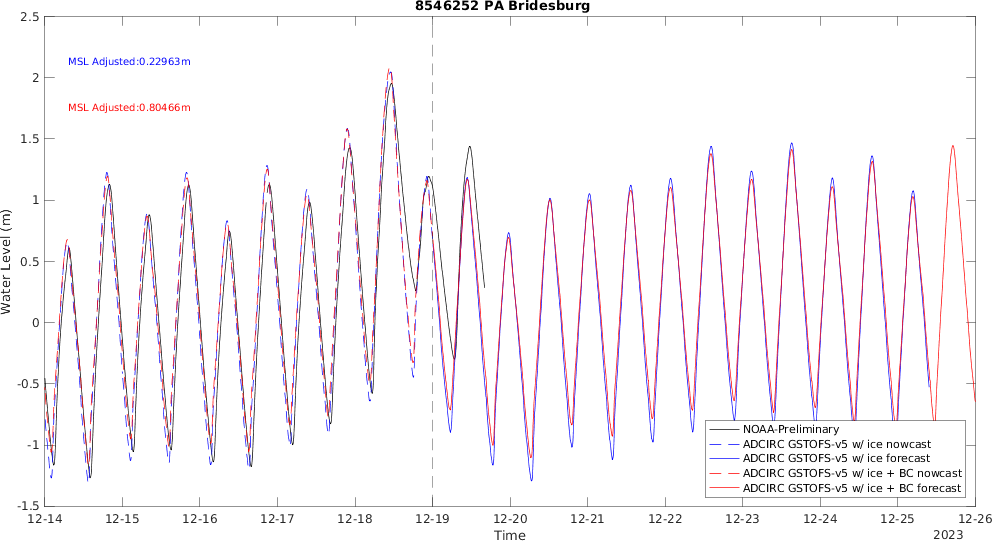 8546252 PA Bridesburg
2.5
2
1.5
1
0.5
0
-0.5
-1
-1.5
Water Level (m)
MSL Adjusted:0.22963m
MSL Adjusted:0.80466m
NOAA-Preliminary
ADCIRC GSTOFS-v5 w/ ice nowcast
ADCIRC GSTOFS-v5 w/ ice forecast
ADCIRC GSTOFS-v5 w/ ice + BC nowcast
ADCIRC GSTOFS-v5 w/ ice + BC forecast
12-14 12-15 12-16 12-17 12-18 12-19 12-20 12-21 12-22 12-23 12-24 12-25 12-26
Time
2023